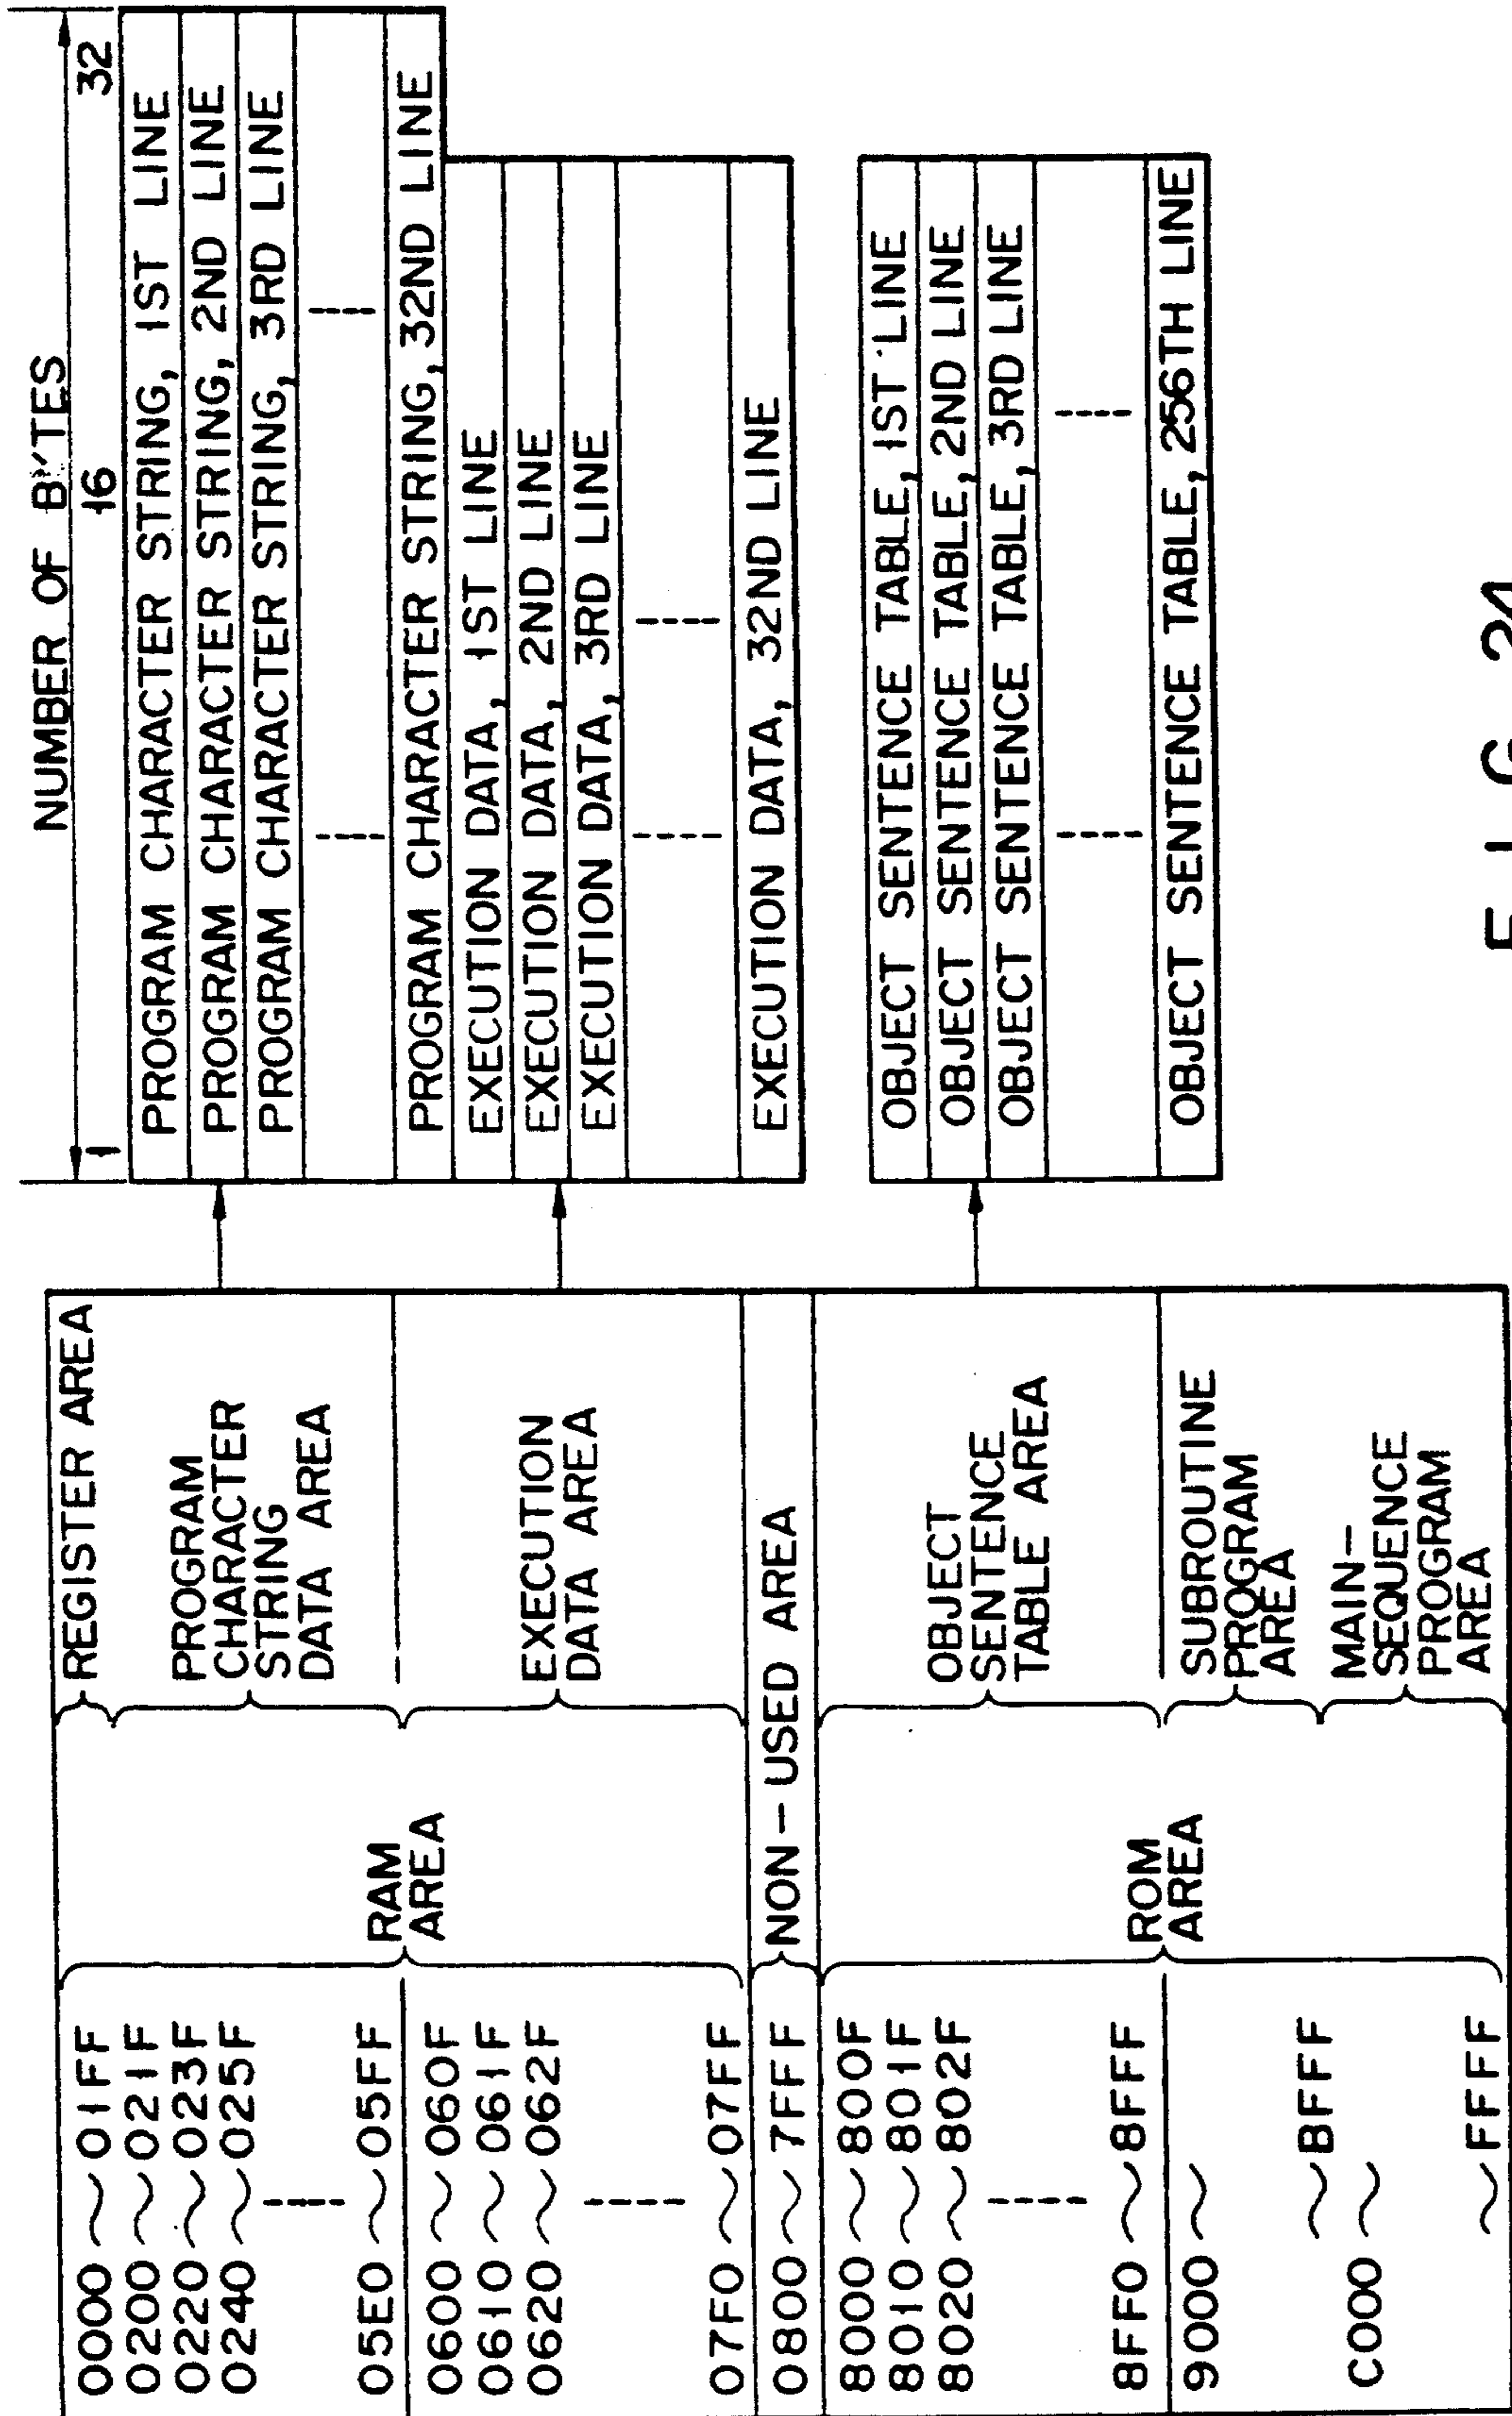 0000 ~ 01FF
0200 ~ 021F
0220 ~ 023F
0240 ~ 025F
05E0 ~ 05FF
0600 ~ 060F
0610 ~ 061F
0620 ~ 062F
07F0 ~ 07FF
0800 ~ 7FFF
8000 ~ 800F
8010 ~ 801F
8020 ~ 802F
8FF0 ~ 8FFF
9000 ~
~ BFFF
C000 ~
~ FFFF
RAM
AREA
NON-USED AREA
ROM
AREA
REGISTER AREA
PROGRAM
CHARACTER
STRING
DATA AREA
EXECUTION
DATA AREA
OBJECT
SENTENCE
TABLE AREA
SUBROUTINE
PROGRAM
AREA
MAIN-
SEQUENCE
PROGRAM
AREA
NUMBER OF BYTES
1 16 32
PROGRAM CHARACTER STRING, 1ST LINE
PROGRAM CHARACTER STRING, 2ND LINE
PROGRAM CHARACTER STRING, 3RD LINE
PROGRAM CHARACTER STRING, 32ND LINE
EXECUTION DATA, 1ST LINE
EXECUTION DATA, 2ND LINE
EXECUTION DATA, 3RD LINE
EXECUTION DATA, 32ND LINE
OBJECT SENTENCE TABLE, 1ST LINE
OBJECT SENTENCE TABLE, 2ND LINE
OBJECT SENTENCE TABLE, 3RD LINE
OBJECT SENTENCE TABLE, 256TH LINE